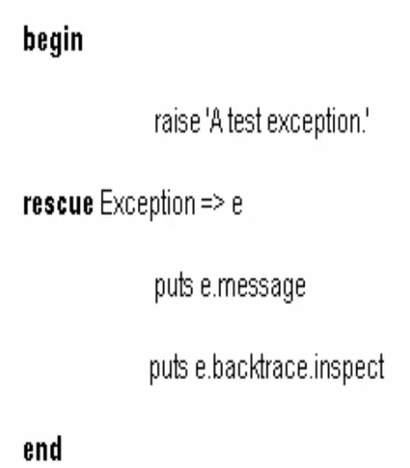 begin
raise 'A test exception.'
rescue Exception => e
puts e.message
puts e.backtrace.inspect
end